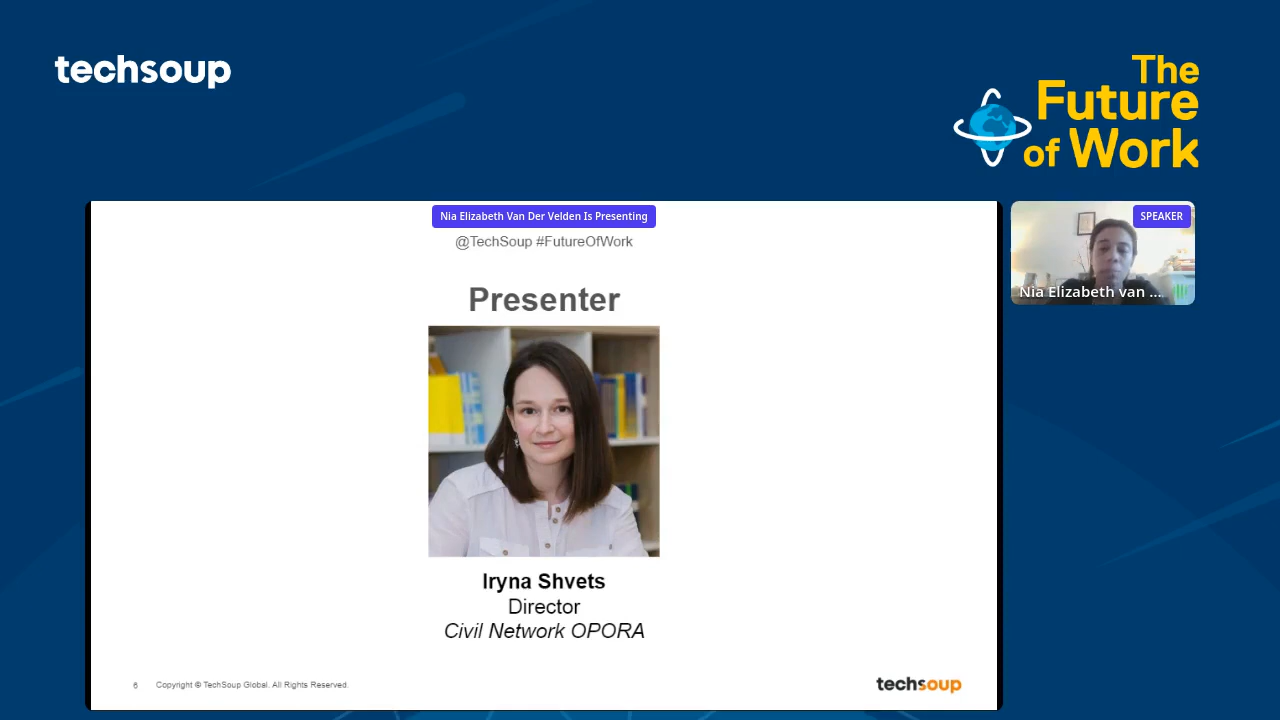 techsoup
The
Future
of Work
Nia Elizabeth Van Der Velden Is Presenting
@TechSoup #FutureOfWork
SPEAKER
Nia Elizabeth van ...
Presenter
Iryna Shvets
Director
Civil Network OPORA
6 Copyright © TechSoup Global. All Rights Reserved.
techsoup